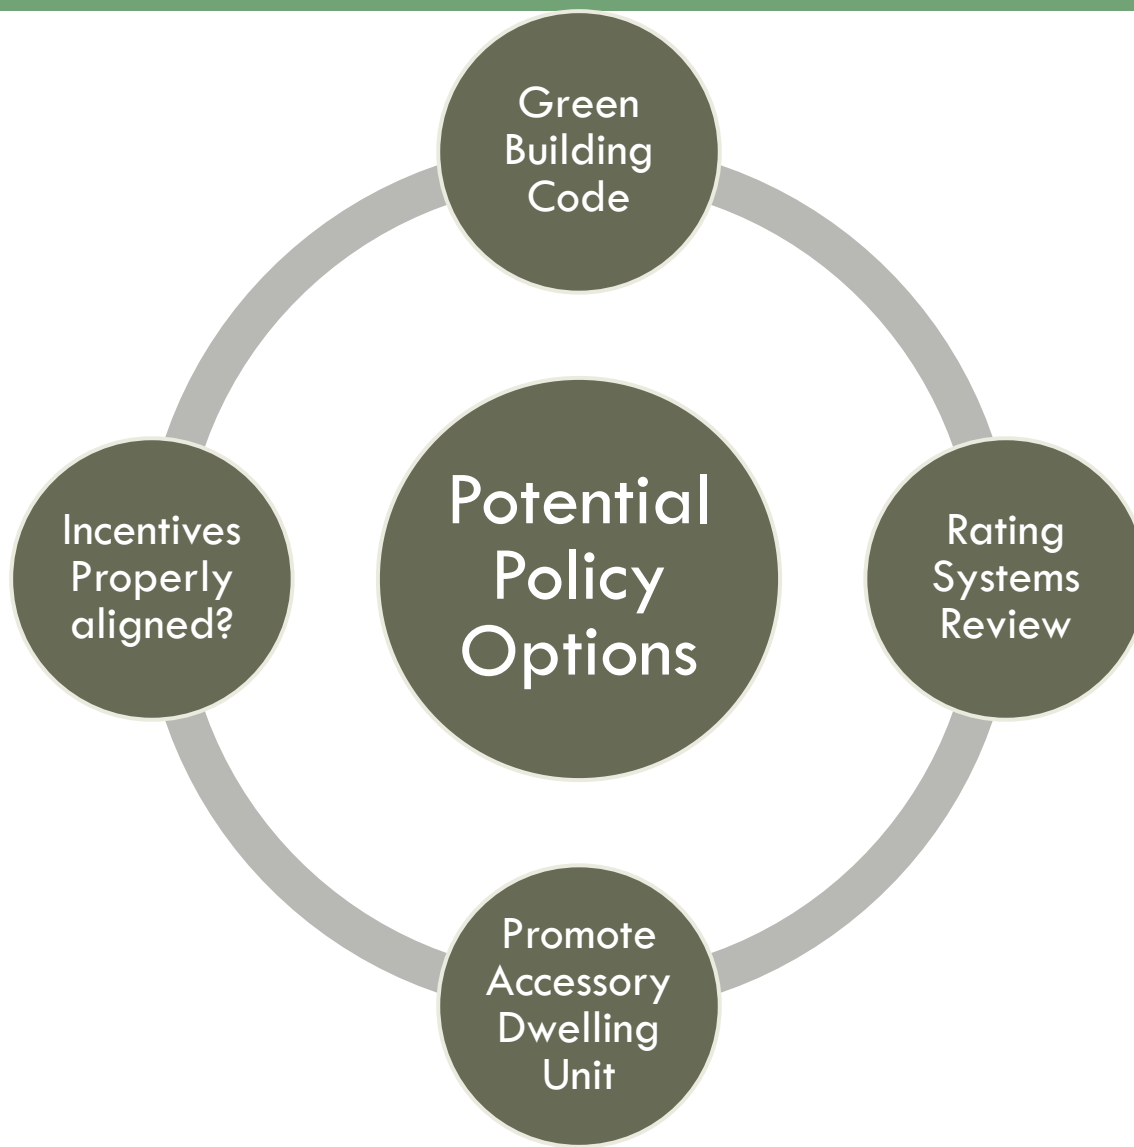 Green
Building
Code
Potential
Policy
Options
Incentives
Properly
aligned?
Rating
Systems
Review
Promote
Accessory
Dwelling
Unit